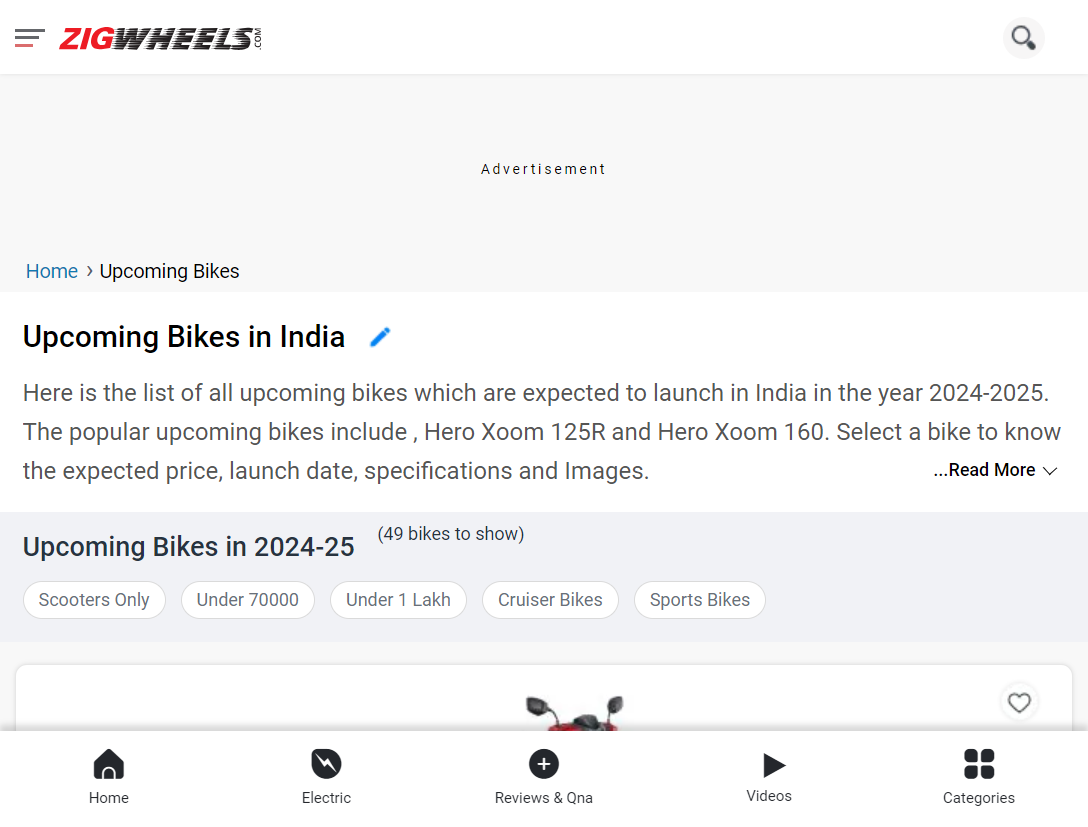 ZIGWHEELS.COM
Advertisement
Home › Upcoming Bikes
Upcoming Bikes in India
Here is the list of all upcoming bikes which are expected to launch in India in the year 2024-2025.
The popular upcoming bikes include , Hero Xoom 125R and Hero Xoom 160. Select a bike to know
the expected price, launch date, specifications and Images.
...Read More
Upcoming Bikes in 2024-25 (49 bikes to show)
Scooters Only Under 70000 Under 1 Lakh Cruiser Bikes Sports Bikes
Home Electric Reviews & Qna Videos Categories